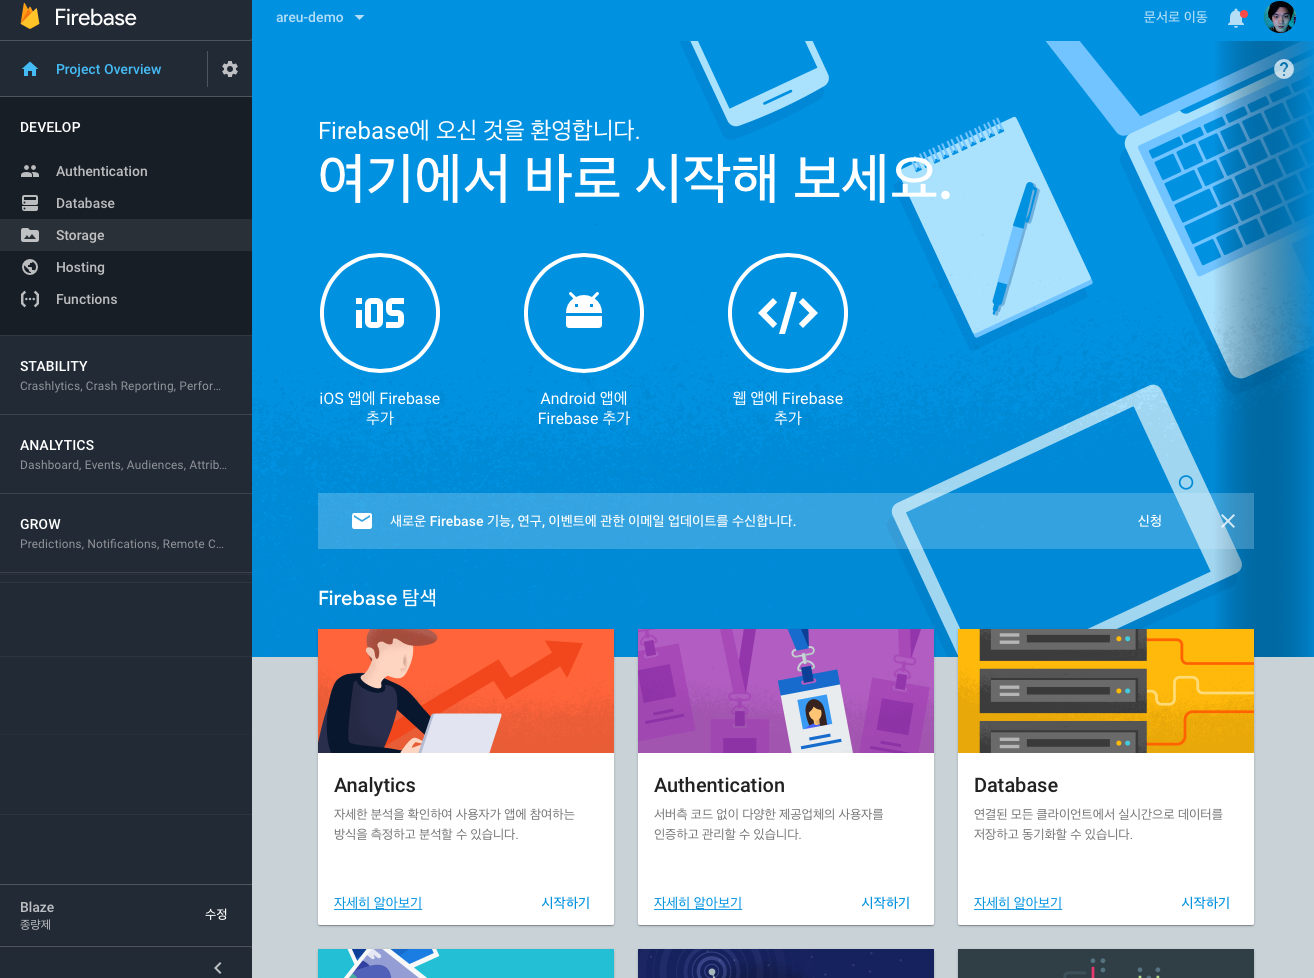 Firebase
areu-demo
문서로 이동
Project Overview
DEVELOP
Authentication
Database
Storage
Hosting
Functions
STABILITY
Crashlytics, Crash Reporting, Perfor...
ANALYTICS
Dashboard, Events, Audiences, Attrib...
GROW
Predictions, Notifications, Remote C...
Blaze
종량제
수정
Firebase에 오신 것을 환영합니다.
여기에서 바로 시작해 보세요.
iOS
iOS 앱에 Firebase
추가
Android 앱에
Firebase 추가
웹 앱에 Firebase
추가
새로운 Firebase 기능, 연구, 이벤트에 관한 이메일 업데이트를 수신합니다.
신청
Firebase 탐색
Analytics
자세한 분석을 확인하여 사용자가 앱에 참여하는
방식을 측정하고 분석할 수 있습니다.
자세히 알아보기
시작하기
Authentication
서버측 코드 없이 다양한 제공업체의 사용자를
인증하고 관리할 수 있습니다.
자세히 알아보기
시작하기
Database
연결된 모든 클라이언트에서 실시간으로 데이터를
저장하고 동기화할 수 있습니다.
자세히 알아보기
시작하기